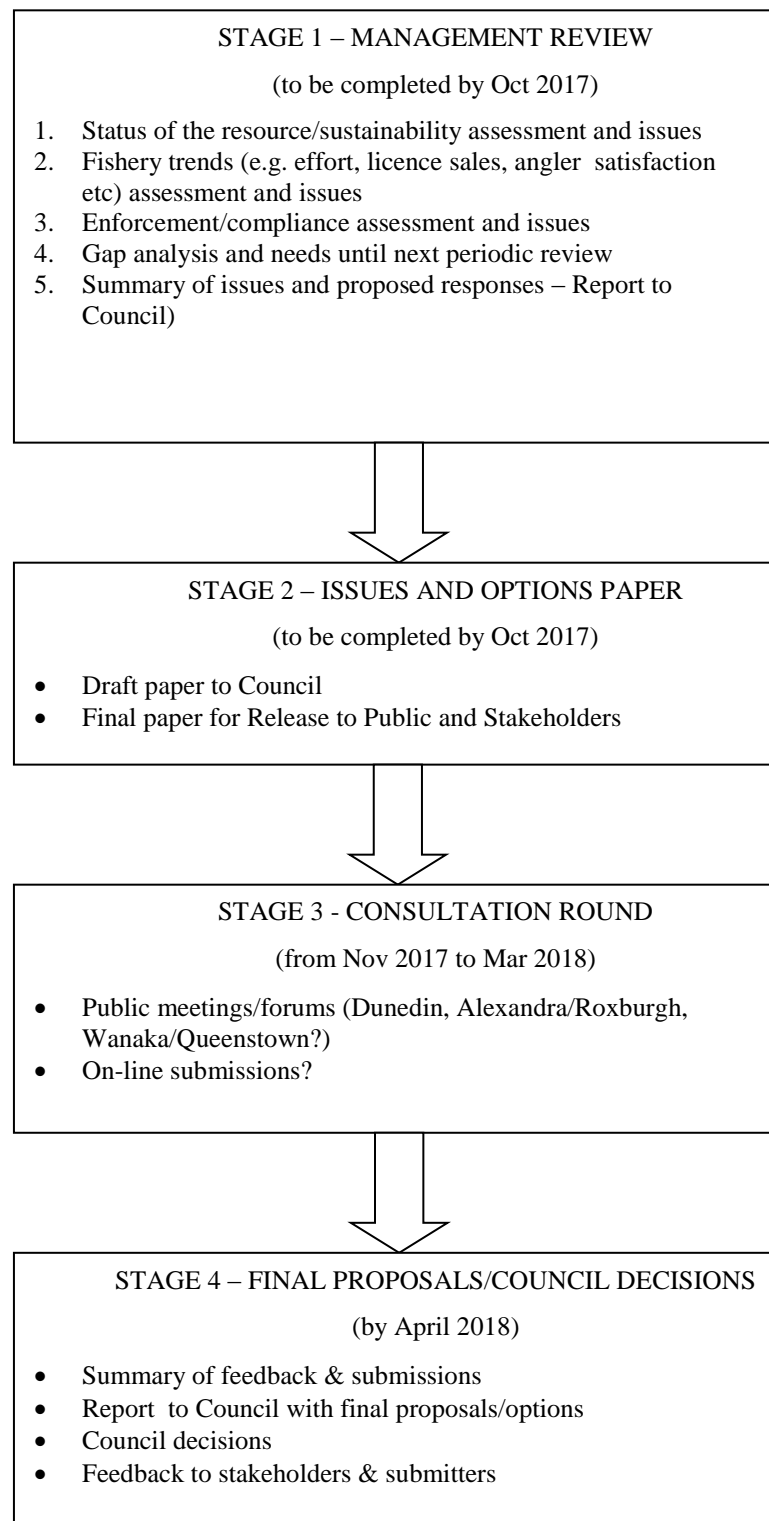 STAGE 1 – MANAGEMENT REVIEW
(to be completed by Oct 2017)
1. Status of the resource/sustainability assessment and issues
2. Fishery trends (e.g. effort, licence sales, angler satisfaction
etc) assessment and issues
3. Enforcement/compliance assessment and issues
4. Gap analysis and needs until next periodic review
5. Summary of issues and proposed responses – Report to
Council)
STAGE 2 – ISSUES AND OPTIONS PAPER
(to be completed by Oct 2017)
• Draft paper to Council
• Final paper for Release to Public and Stakeholders
STAGE 3 - CONSULTATION ROUND
(from Nov 2017 to Mar 2018)
• Public meetings/forums (Dunedin, Alexandra/Roxburgh,
Wanaka/Queenstown?)
• On-line submissions?
STAGE 4 – FINAL PROPOSALS/COUNCIL DECISIONS
(by April 2018)
• Summary of feedback & submissions
• Report to Council with final proposals/options
• Council decisions
• Feedback to stakeholders & submitters